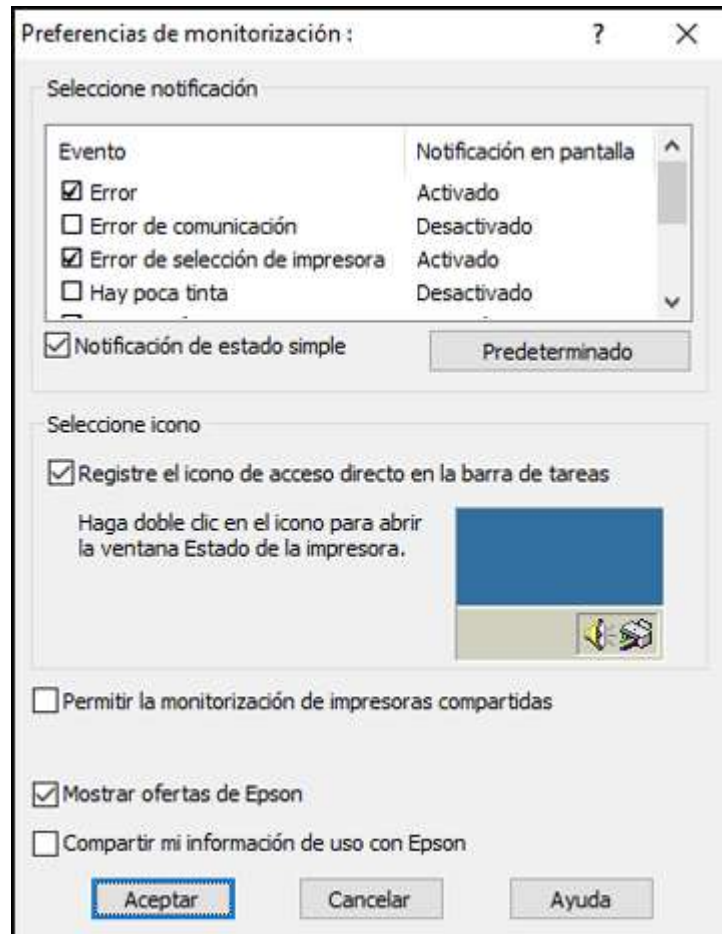 Preferencias de monitorización :
?
Seleccione notificación
Evento Notificación en pantalla
Error Activado
Error de comunicación Desactivado
Error de selección de impresora Activado
Hay poca tinta Desactivado
Notificación de estado simple Predeterminado
Seleccione icono
Registre el icono de acceso directo en la barra de tareas
Haga doble clic en el icono para abrir
la ventana Estado de la impresora.
Permitir la monitorización de impresoras compartidas
Mostrar ofertas de Epson
Compartir mi información de uso con Epson
Aceptar Cancelar Ayuda